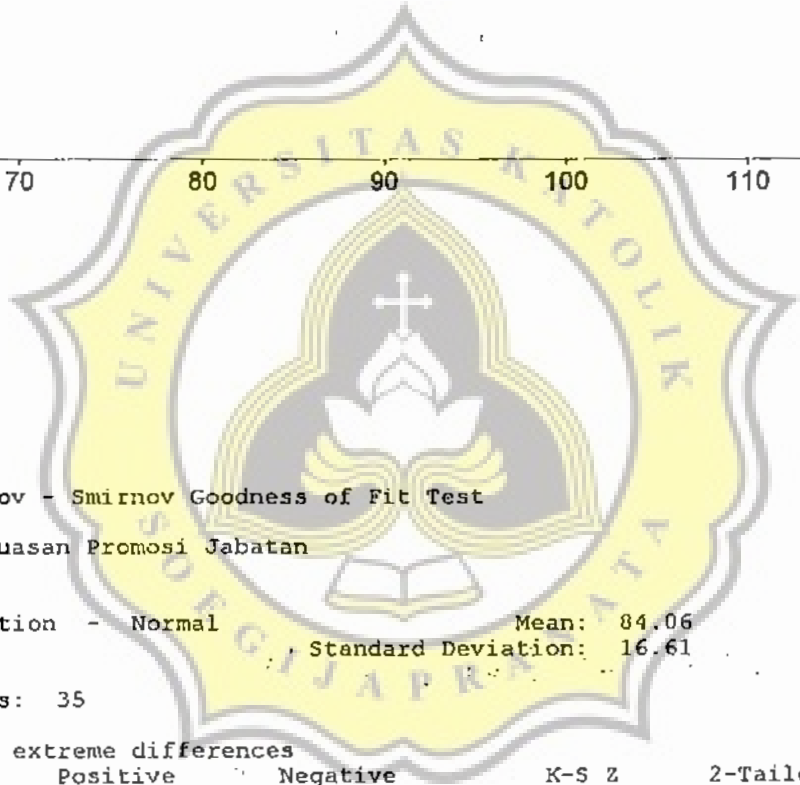 70 80 90 100 110
UNIVERSITAS KATOLIK
SOEGIJAPRANATA
ov - Smirnov Goodness of Fit Test
uasan Promosi Jabatan
tion - Normal Mean: 84.06
Standard Deviation: 16.61
s: 35
extreme differences
Positive Negative K-S Z 2-Taile